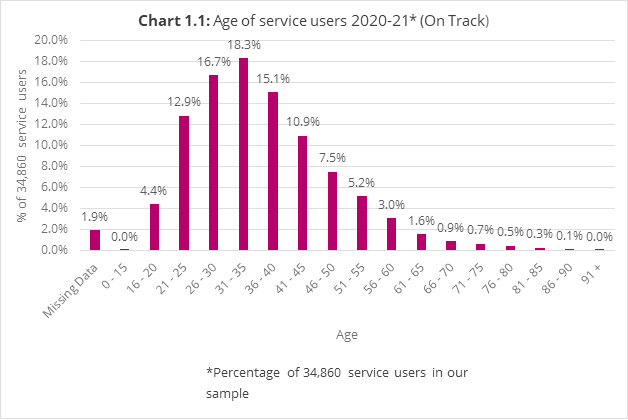 Chart 1.1: Age of service users 2020-21* (On Track)
% of 34,860 service users
20.0%
18.0%
16.0%
14.0%
12.0%
10.0%
8.0%
6.0%
4.0%
2.0%
0.0%
1.9%
0.0%
4.4%
12.9%
16.7%
18.3%
15.1%
10.9%
7.5%
5.2%
3.0%
1.6%
0.9%
0.7%
0.5%
0.3%
0.1%
0.0%
Missing Data
0 - 15
16 - 20
21 - 25
26 - 30
31 - 35
36 - 40
41 - 45
46 - 50
51 - 55
56 - 60
61 - 65
66 - 70
71 - 75
76 - 80
81 - 85
86 - 90
91 +
Age
*Percentage of 34,860 service users in our
sample